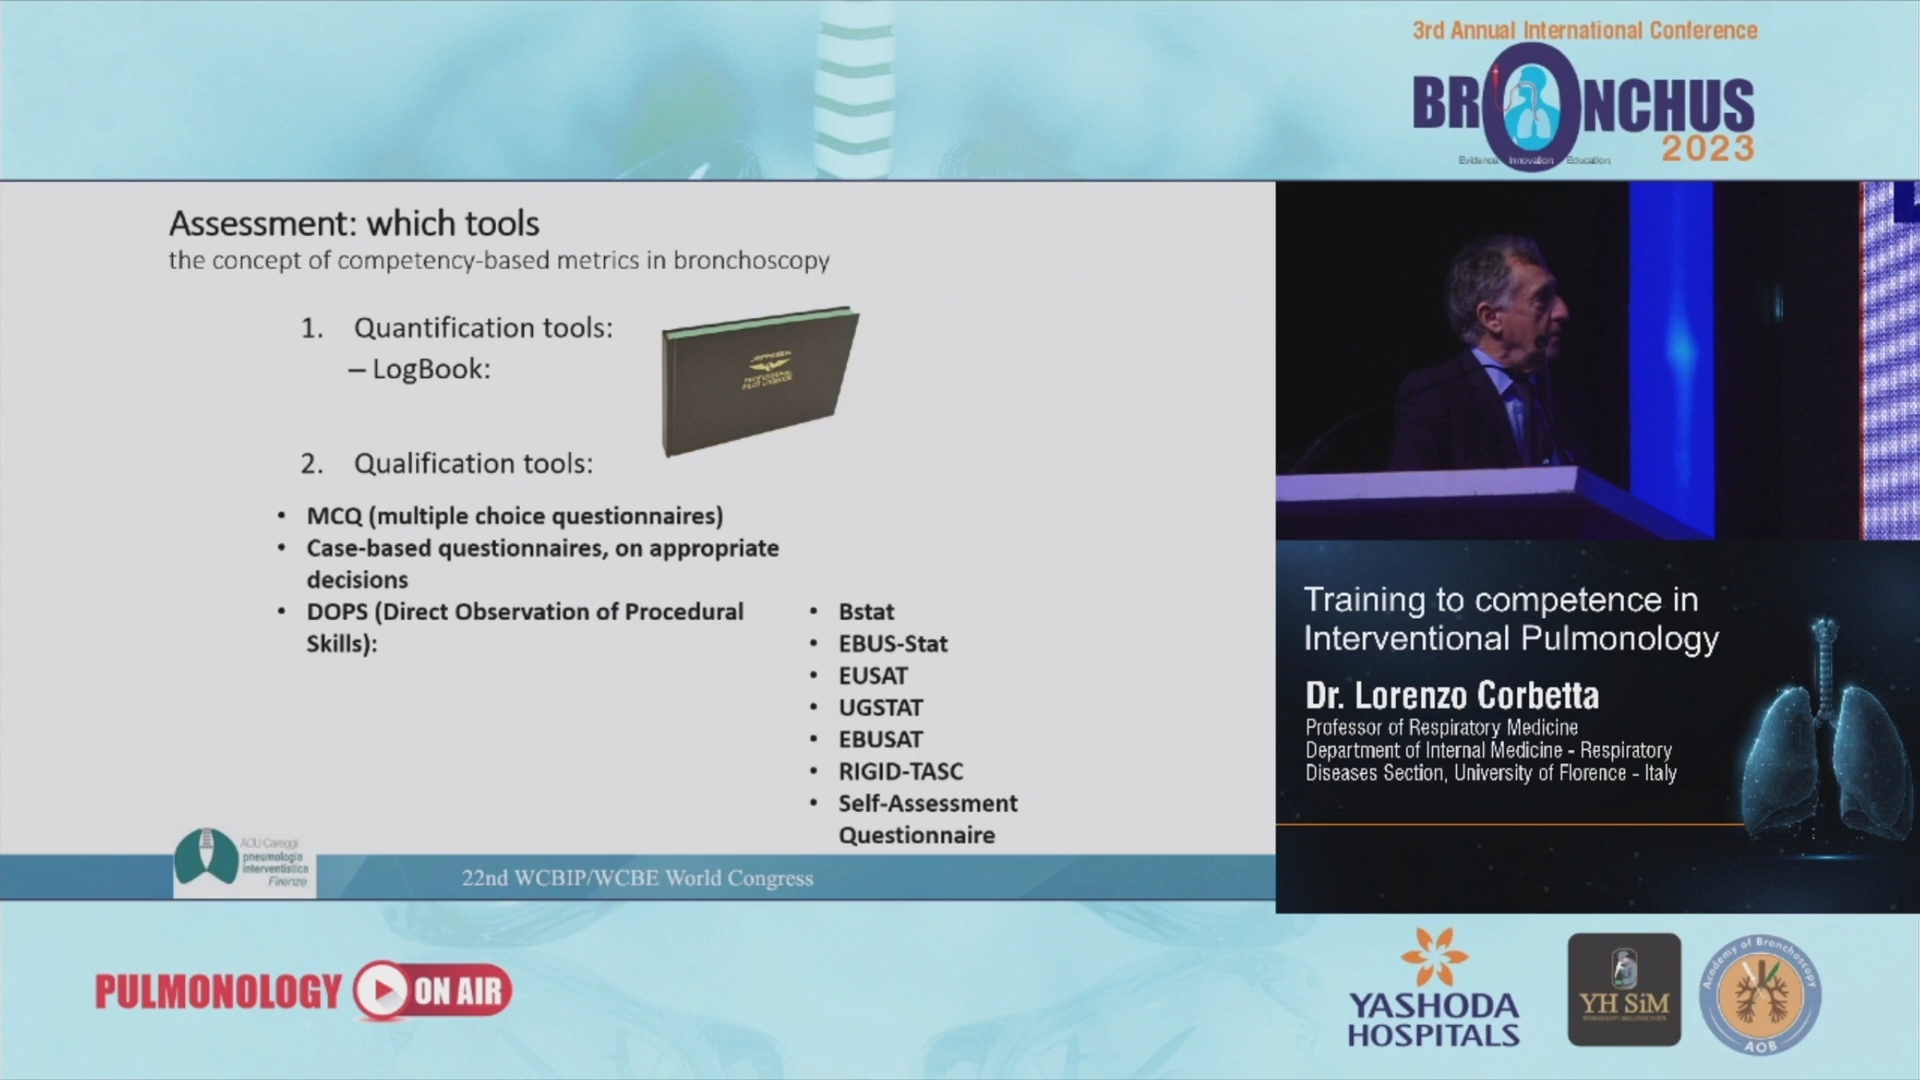 3rd Annual International Conference
BRONCHUS
2023
Evidence Innovation Education
Assessment: which tools
the concept of competency-based metrics in bronchoscopy
1. Quantification tools:
– LogBook:
PROFESSIONAL
PILOT LOGBOOK
2. Qualification tools:
• MCQ (multiple choice questionnaires)
• Case-based questionnaires, on appropriate
decisions
• DOPS (Direct Observation of Procedural
Skills):
• Bstat
• EBUS-Stat
• EUSAT
• UGSTAT
• EBUSAT
• RIGID-TASC
• Self-Assessment
Questionnaire
AOU Careggi
pneumologia
interventistica
Firenze
22nd WCBIP/WCBE World Congress
Training to competence in
Interventional Pulmonology
Dr. Lorenzo Corbetta
Professor of Respiratory Medicine
Department of Internal Medicine - Respiratory
Diseases Section, University of Florence - Italy
PULMONOLOGY ON AIR
YASHODA
HOSPITALS
YH SiM
Academy of Bronchoscopy
AOB